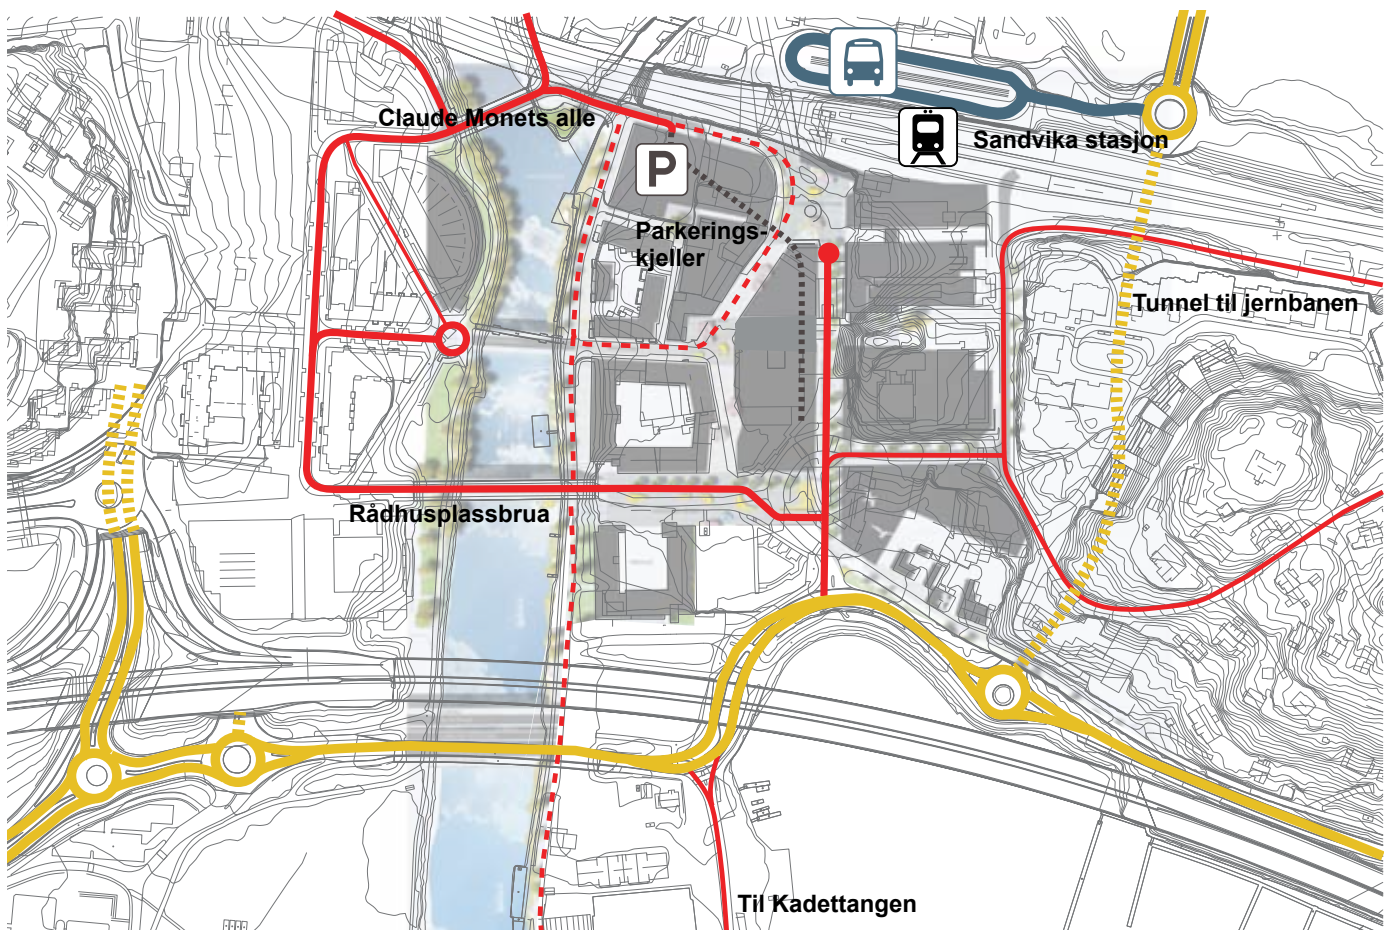 Claude Monets alle
Sandvika stasjon
P
Parkerings-
kjeller
Tunnel til jernbanen
Rådhusplassbrua
Til Kadettangen